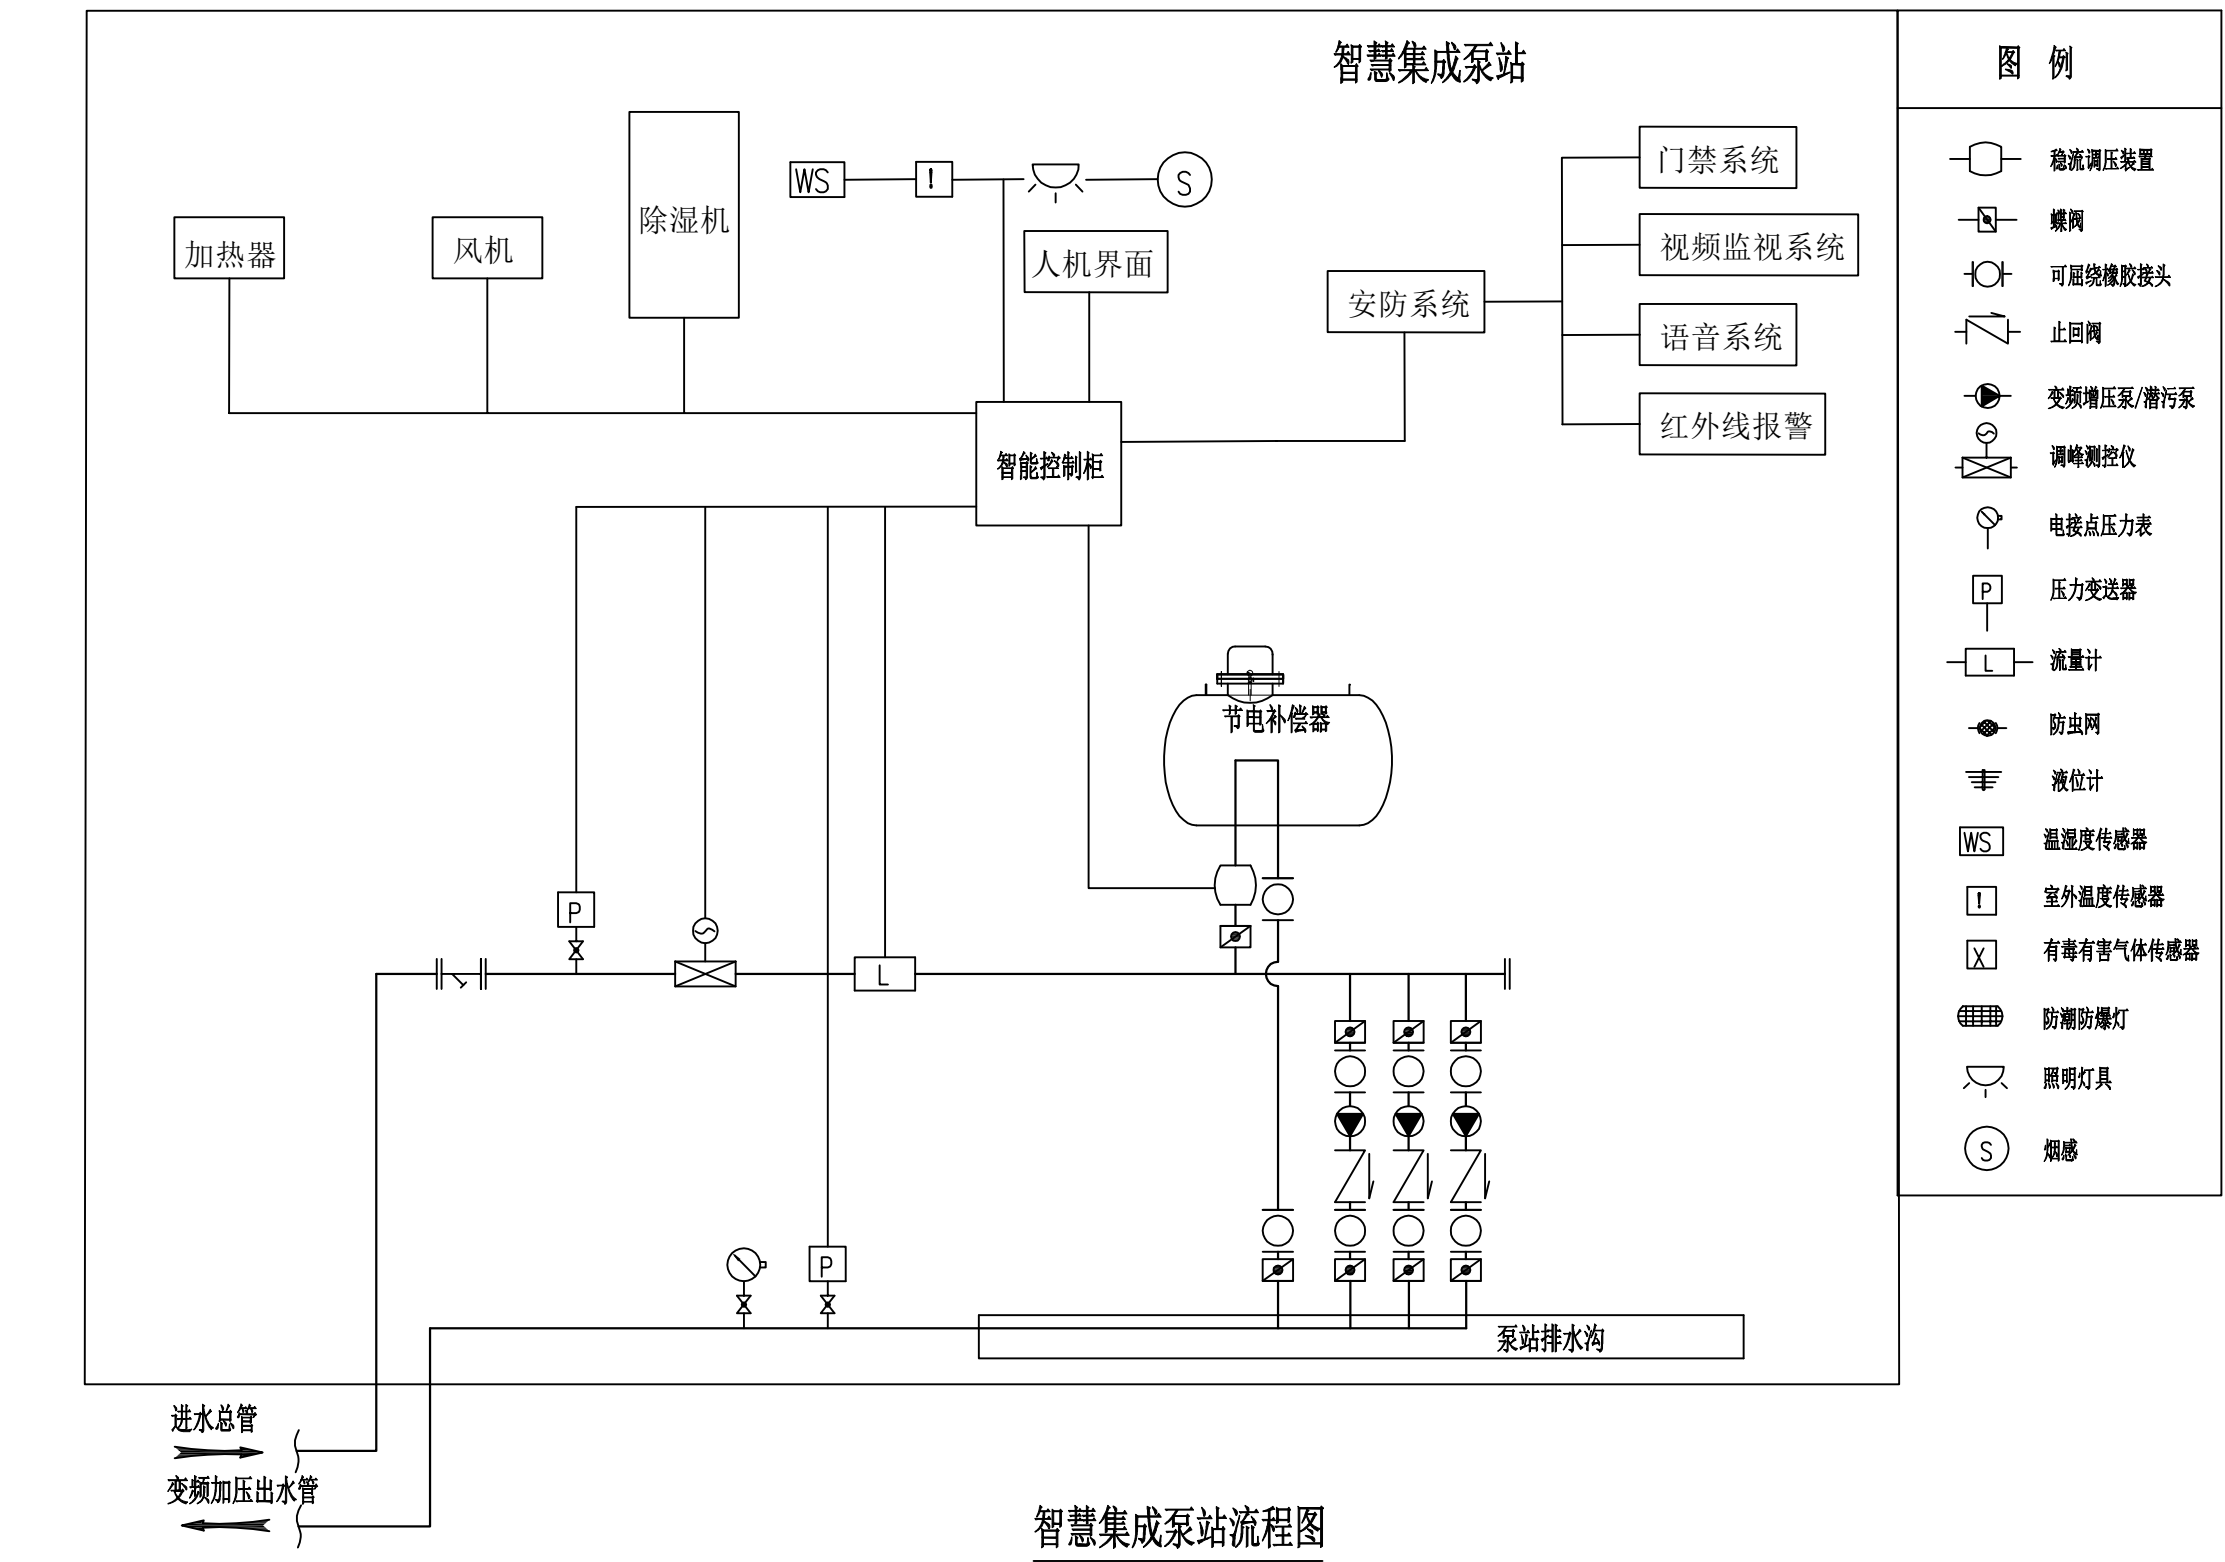 智慧集成泵站
图 例
加热器
风机
除湿机
WS
!
S
人机界面
安防系统
门禁系统
视频监视系统
语音系统
红外线报警
智能控制柜
节电补偿器
P
L
P
泵站排水沟
进水总管
变频加压出水管
智慧集成泵站流程图
稳流调压装置
蝶阀
可屈绕橡胶接头
止回阀
变频增压泵/潜污泵
调峰测控仪
电接点压力表
P 压力变送器
L 流量计
防虫网
液位计
WS 温湿度传感器
! 室外温度传感器
X 有毒有害气体传感器
防潮防爆灯
照明灯具
S 烟感